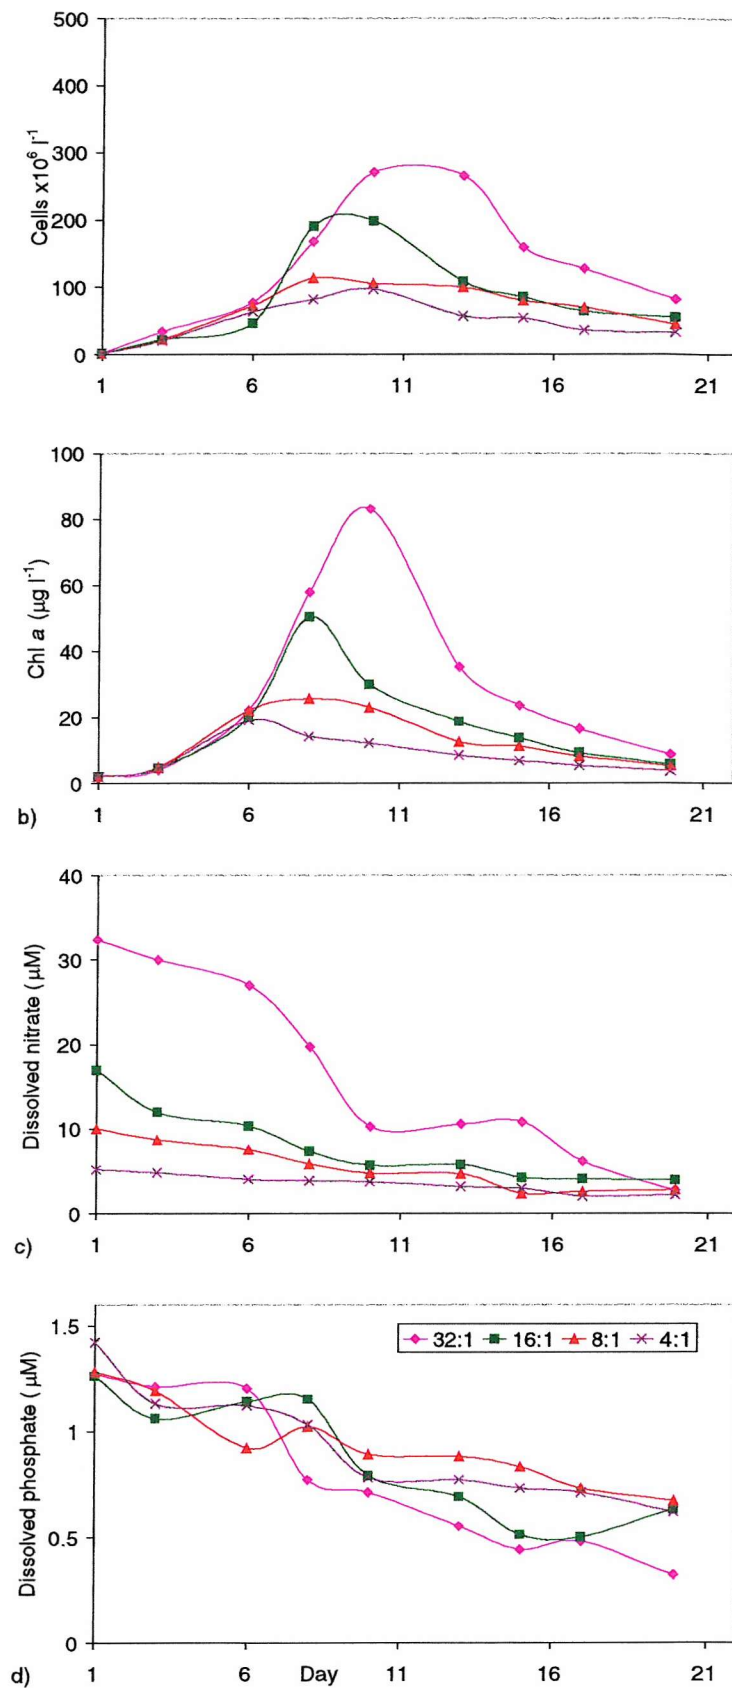 500
400
300
200
100
0
Cells x10⁶ l⁻¹
1 6 11 16 21
100
80
60
40
20
0
Chl a (μg l⁻¹)
1 6 11 16 21
b)
40
30
20
10
0
Dissolved nitrate ( μM)
1 6 11 16 21
c)
32:1 16:1 8:1 4:1
1.5
1
0.5
0
Dissolved phosphate ( μM)
1 6 Day 11 16 21
d)